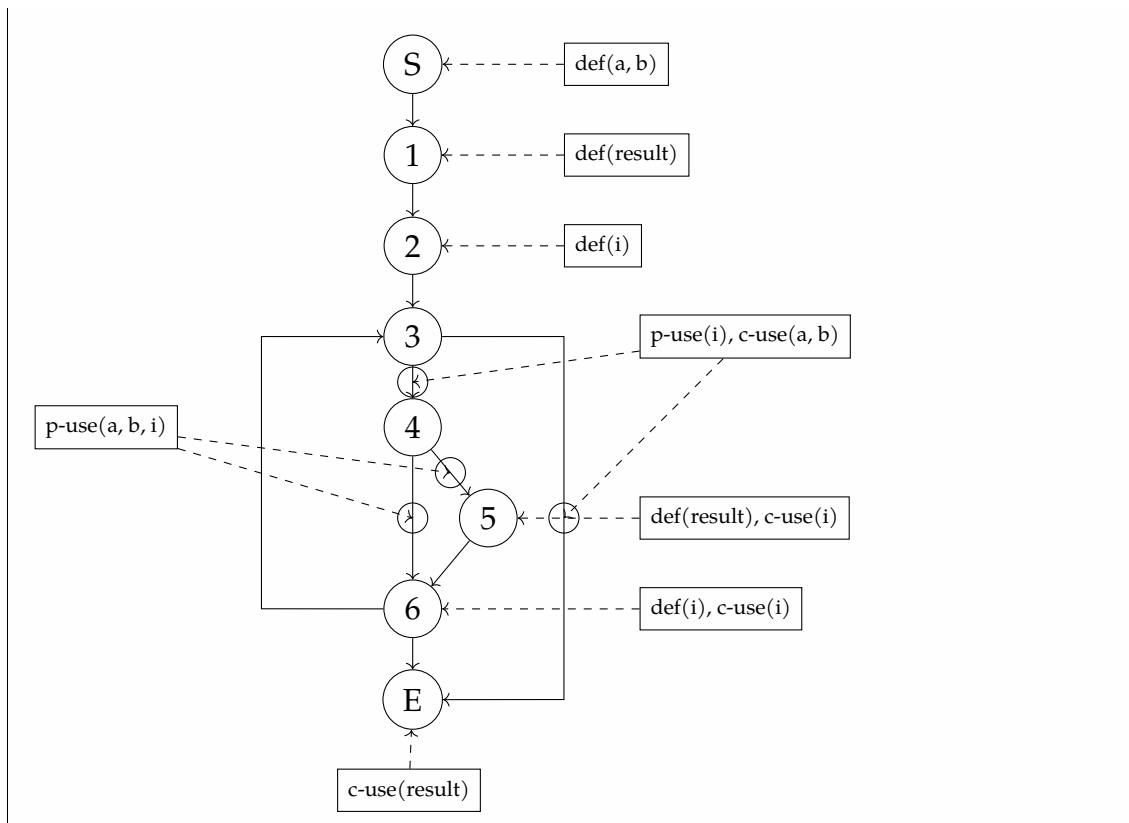 S
def(a, b)
1
def(result)
2
def(i)
3
p-use(i), c-use(a, b)
p-use(a, b, i)
4
5
def(result), c-use(i)
6
def(i), c-use(i)
E
c-use(result)